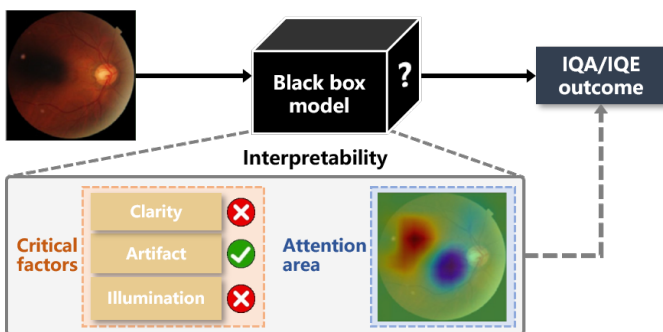 Black box
model
?
IQA/IQE
outcome
Interpretability
Critical
factors
Clarity
Artifact
Illumination
Attention
area